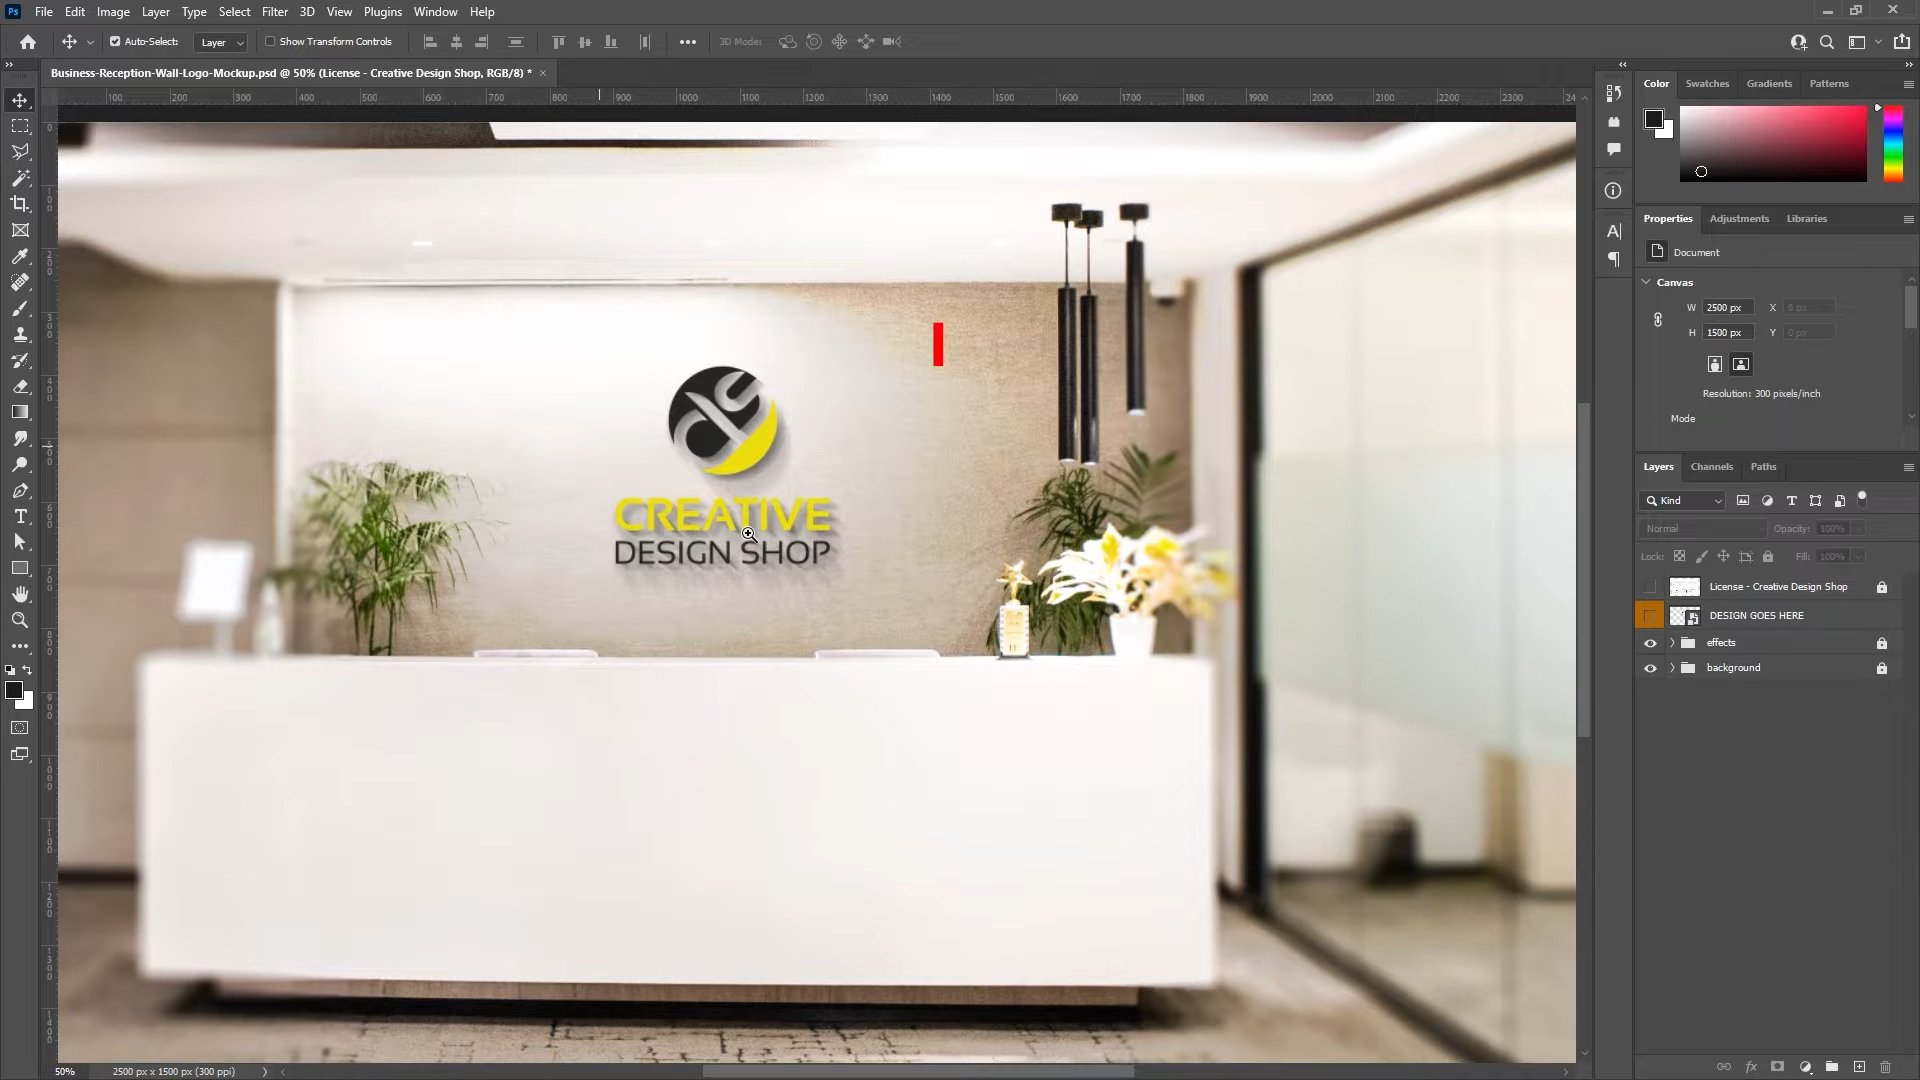 Ps File Edit Image Layer Type Select Filter 3D View Plugins Window Help
Auto-Select: Layer Show Transform Controls 3D Mode:
Business-Reception-Wall-Logo-Mockup.psd @ 50% (License - Creative Design Shop, RGB/8) *
100 200 300 400 500 600 700 800 900 1000 1100 1200 1300 1400 1500 1600 1700 1800 1900 2000 2100 2200 2300 24
Color Swatches Gradients Patterns
Properties Adjustments Libraries
Document
Canvas
W 2500 px X 0 px
H 1500 px Y 0 px
Resolution: 300 pixels/inch
Mode
Layers Channels Paths
Kind
Normal Opacity: 100%
Lock: Fill: 100%
License - Creative Design Shop
DESIGN GOES HERE
effects
background
CREATIVE
DESIGN SHOP
50% 2500 px x 1500 px (300 ppi)